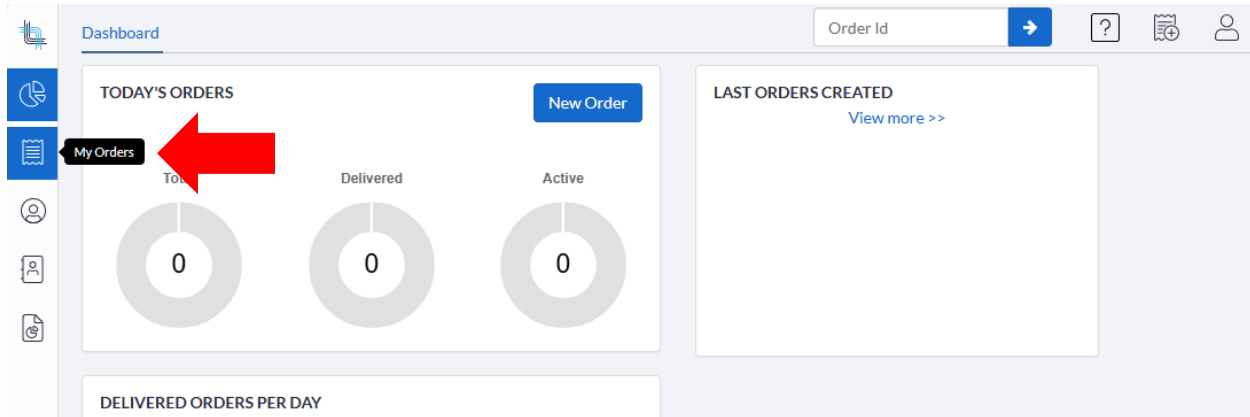 Dashboard
Order Id
?
TODAY'S ORDERS
New Order
LAST ORDERS CREATED
View more >>
My Orders
Delivered
Active
0
0
0
DELIVERED ORDERS PER DAY